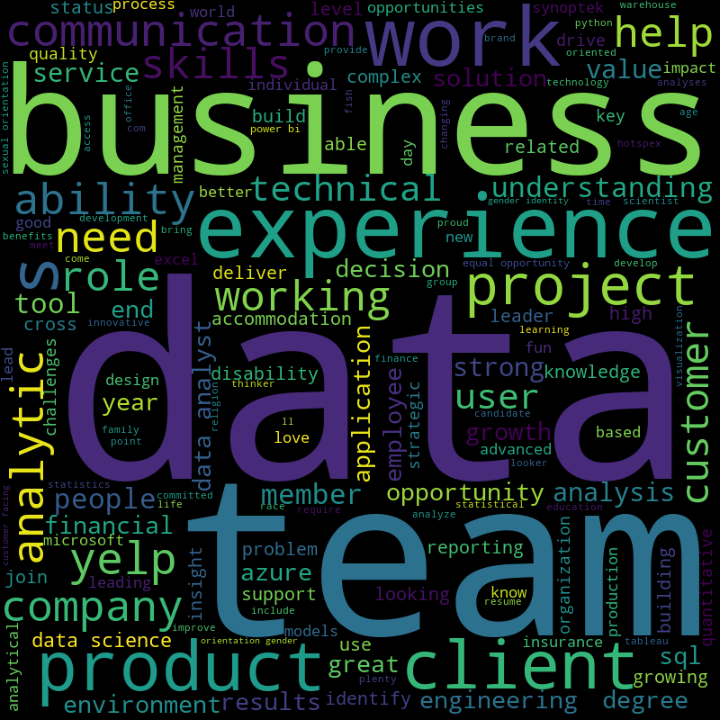 status
process
world
level
opportunities
synoptek
python
warehouse
communication
work
help
quality
skills
individual
drive
oriented
service
complex
solution
value
impact
provide
brand
technology
analyses
sexual orientation
business
access
office
com
management
build
power bi
able
fish
day
changing
related
key
hotspex
age
ability
better
technical
understanding
gender identity
time
scientist
good
development
need
benefits
bring
experience
proud
new
meet
come
excel
s
role
deliver
decision
equal opportunity
develop
group
project
tool
end
working
leader
high
cross
innovative
accommodation
learning
visualization
lead
challenges
data
design
disability
thinker
finance
fun
strong
knowledge
year
data analyst
religion
ll
love
application
employee
strategic
candidate
user
customer
family
point
growth
based
advanced
looker
analytic
statistics
committed
people
life
race
member
require
analyze
statistical
opportunity
education
analysis
financial
microsoft
yelp
team
customer facing
join
leading
insight
problem
reporting
azure
support
include
looking
know
resume
organization
production
building
quantitative
company
improve
models
data science
orientation gender
use
insurance
tableau
sql
analytical
product
great
plenty
client
growing
environment
results
identify
engineering
degree